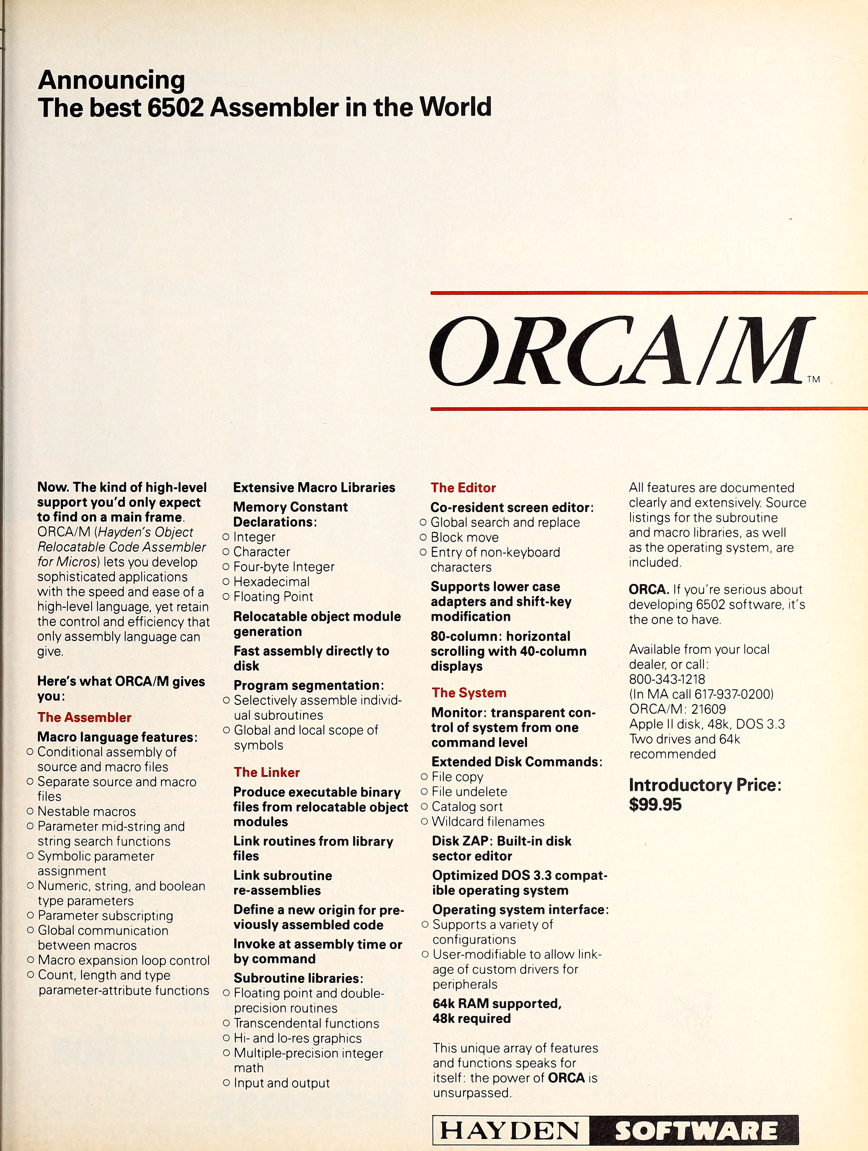 Announcing
The best 6502 Assembler in the World
ORCA/M™
Now. The kind of high-level
support you'd only expect
to find on a main frame.
ORCA/M (Hayden's Object
Relocatable Code Assembler
for Micros) lets you develop
sophisticated applications
with the speed and ease of a
high-level language, yet retain
the control and efficiency that
only assembly language can
give.
Here's what ORCA/M gives
you:
The Assembler
Macro language features:
○ Conditional assembly of
source and macro files
○ Separate source and macro
files
○ Nestable macros
○ Parameter mid-string and
string search functions
○ Symbolic parameter
assignment
○ Numeric, string, and boolean
type parameters
○ Parameter subscripting
○ Global communication
between macros
○ Macro expansion loop control
○ Count, length and type
parameter-attribute functions
Extensive Macro Libraries
Memory Constant
Declarations:
○ Integer
○ Character
○ Four-byte Integer
○ Hexadecimal
○ Floating Point
Relocatable object module
generation
Fast assembly directly to
disk
Program segmentation:
○ Selectively assemble individ-
ual subroutines
○ Global and local scope of
symbols
The Linker
Produce executable binary
files from relocatable object
modules
Link routines from library
files
Link subroutine
re-assemblies
Define a new origin for pre-
viously assembled code
Invoke at assembly time or
by command
Subroutine libraries:
○ Floating point and double-
precision routines
○ Transcendental functions
○ Hi- and lo-res graphics
○ Multiple-precision integer
math
○ Input and output
The Editor
Co-resident screen editor:
○ Global search and replace
○ Block move
○ Entry of non-keyboard
characters
Supports lower case
adapters and shift-key
modification
80-column: horizontal
scrolling with 40-column
displays
The System
Monitor: transparent con-
trol of system from one
command level
Extended Disk Commands:
○ File copy
○ File undelete
○ Catalog sort
○ Wildcard filenames
Disk ZAP: Built-in disk
sector editor
Optimized DOS 3.3 compat-
ible operating system
Operating system interface:
○ Supports a variety of
configurations
○ User-modifiable to allow link-
age of custom drivers for
peripherals
64k RAM supported,
48k required
This unique array of features
and functions speaks for
itself: the power of ORCA is
unsurpassed.
All features are documented
clearly and extensively. Source
listings for the subroutine
and macro libraries, as well
as the operating system, are
included.
ORCA. If you're serious about
developing 6502 software, it's
the one to have.
Available from your local
dealer, or call:
800-343-1218
(In MA call 617-937-0200)
ORCA/M: 21609
Apple II disk, 48k, DOS 3.3
Two drives and 64k
recommended
Introductory Price:
$99.95
HAYDEN SOFTWARE